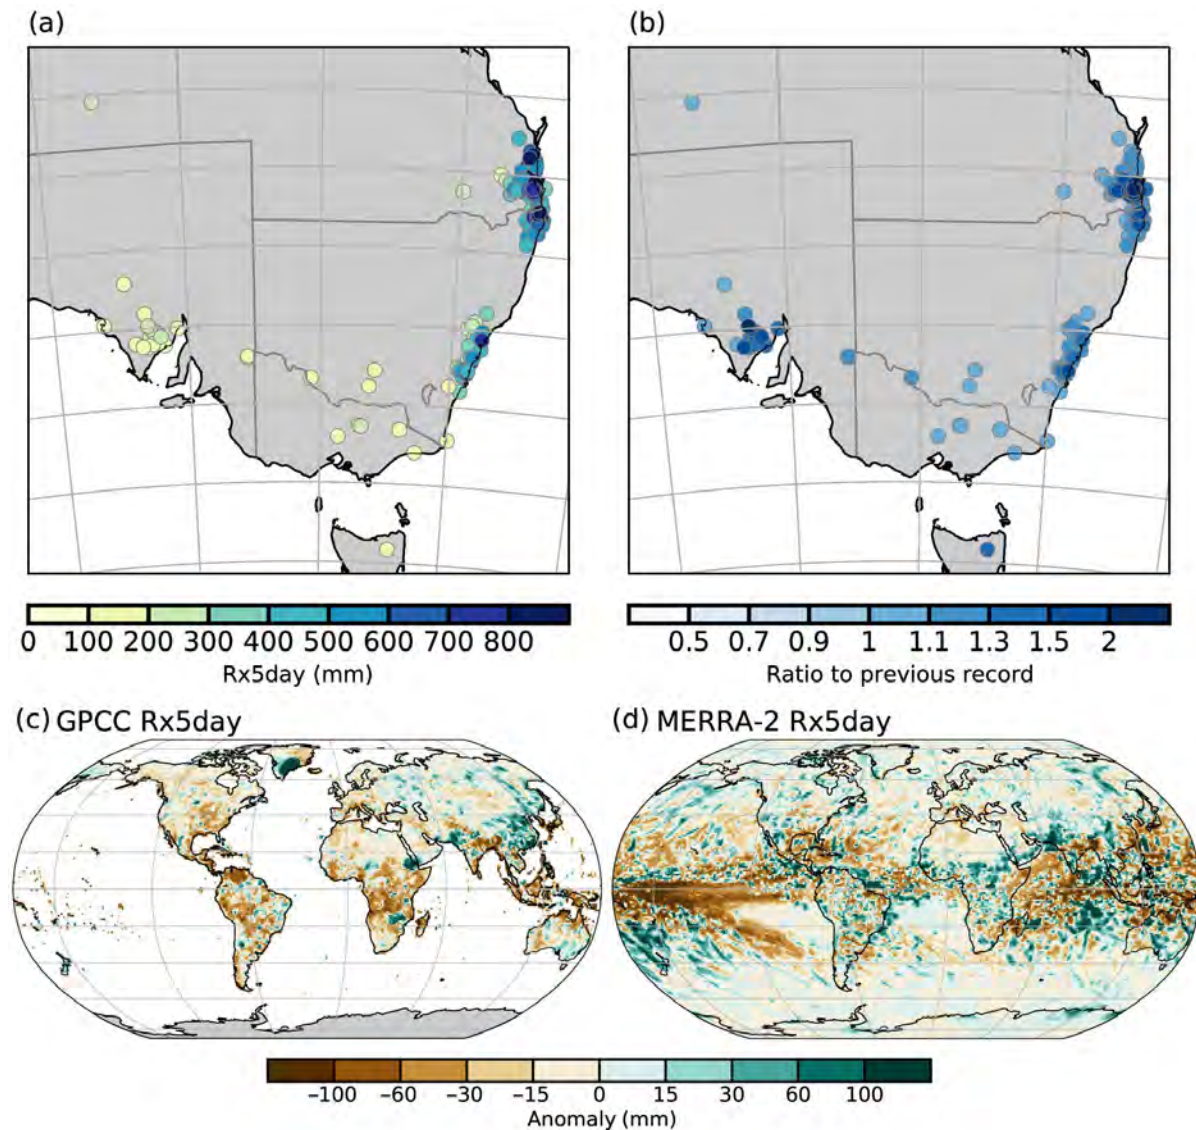 (a)
(b)
0 100 200 300 400 500 600 700 800
Rx5day (mm)
0.5 0.7 0.9 1 1.1 1.3 1.5 2
Ratio to previous record
(c) GPCC Rx5day
(d) MERRA-2 Rx5day
−100 −60 −30 −15 0 15 30 60 100
Anomaly (mm)